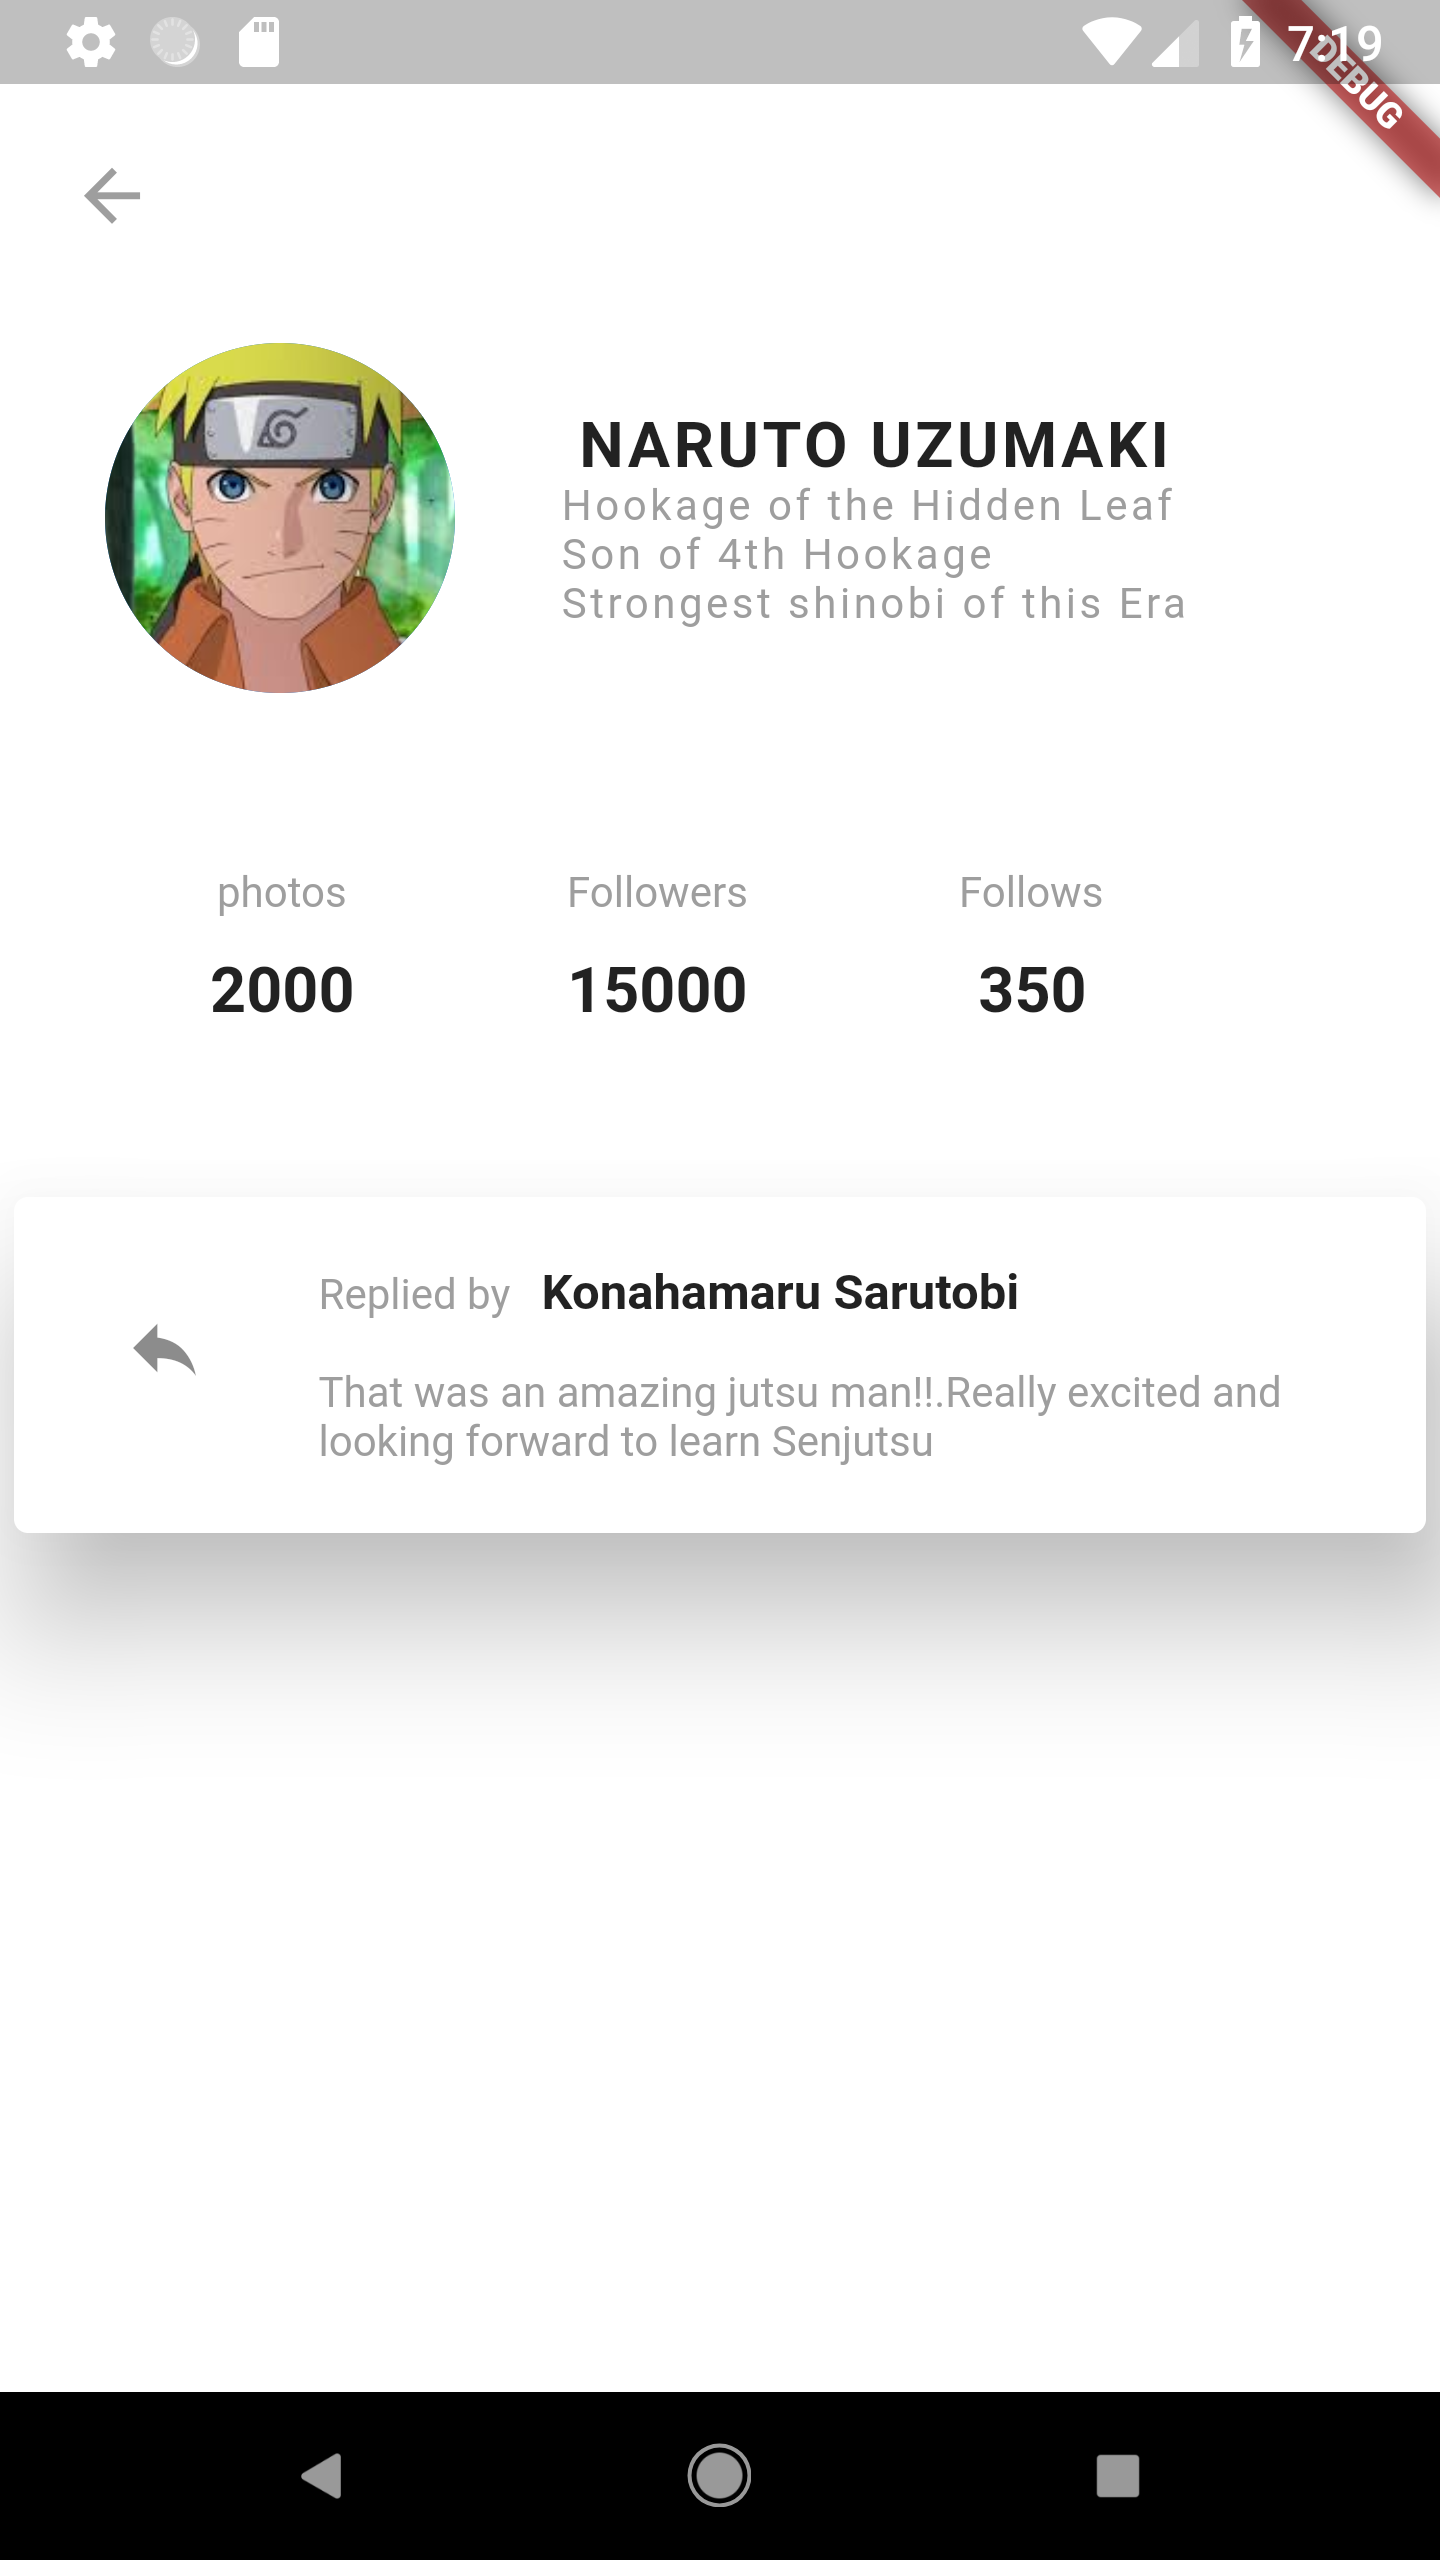 7:19
DEBUG
NARUTO UZUMAKI
Hookage of the Hidden Leaf
Son of 4th Hookage
Strongest shinobi of this Era
photos Followers Follows
2000 15000 350
Replied by Konahamaru Sarutobi
That was an amazing jutsu man!!.Really excited and
looking forward to learn Senjutsu